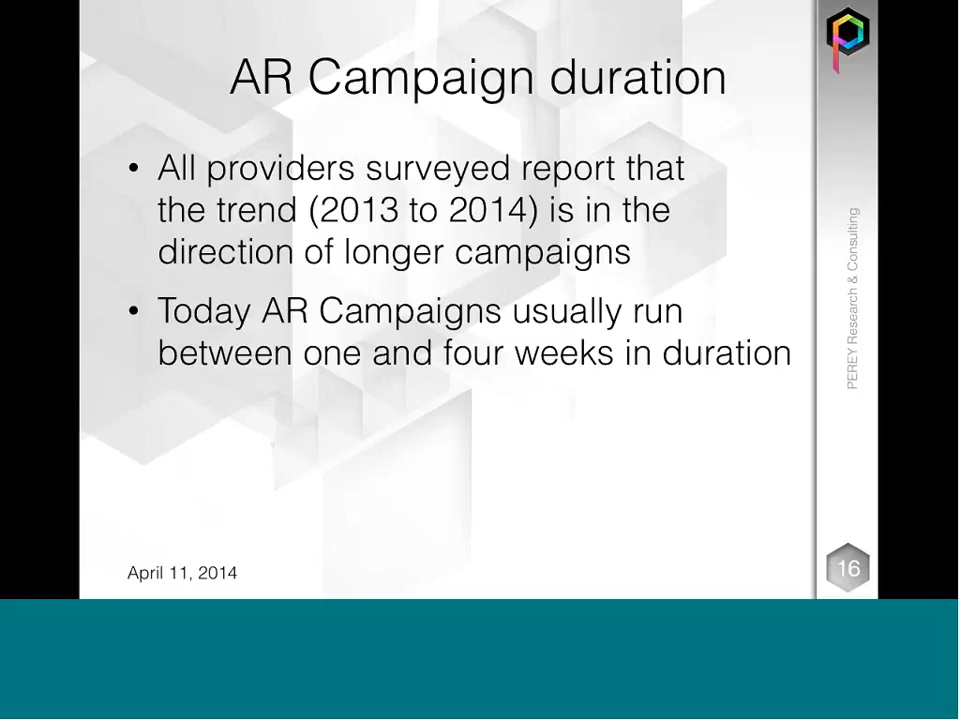 AR Campaign duration
• All providers surveyed report that
the trend (2013 to 2014) is in the
direction of longer campaigns
• Today AR Campaigns usually run
between one and four weeks in duration
PEREY Research & Consulting
April 11, 2014
16